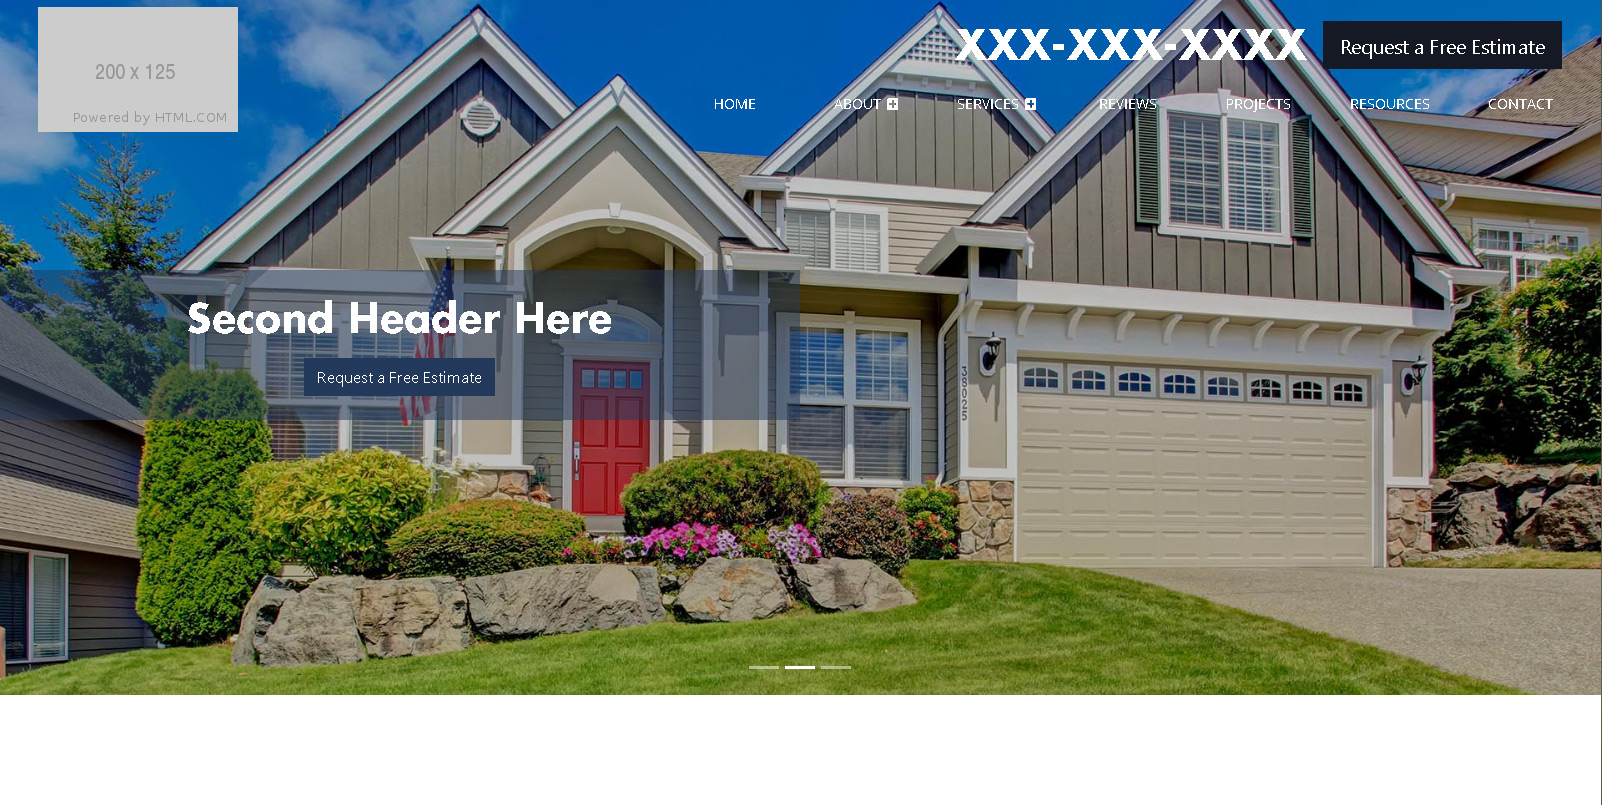 200 x 125
Powered by HTML.COM
XXX-XXX-XXXX
Request a Free Estimate
HOME
ABOUT
SERVICES
REVIEWS
PROJECTS
RESOURCES
CONTACT
Second Header Here
Request a Free Estimate
38025